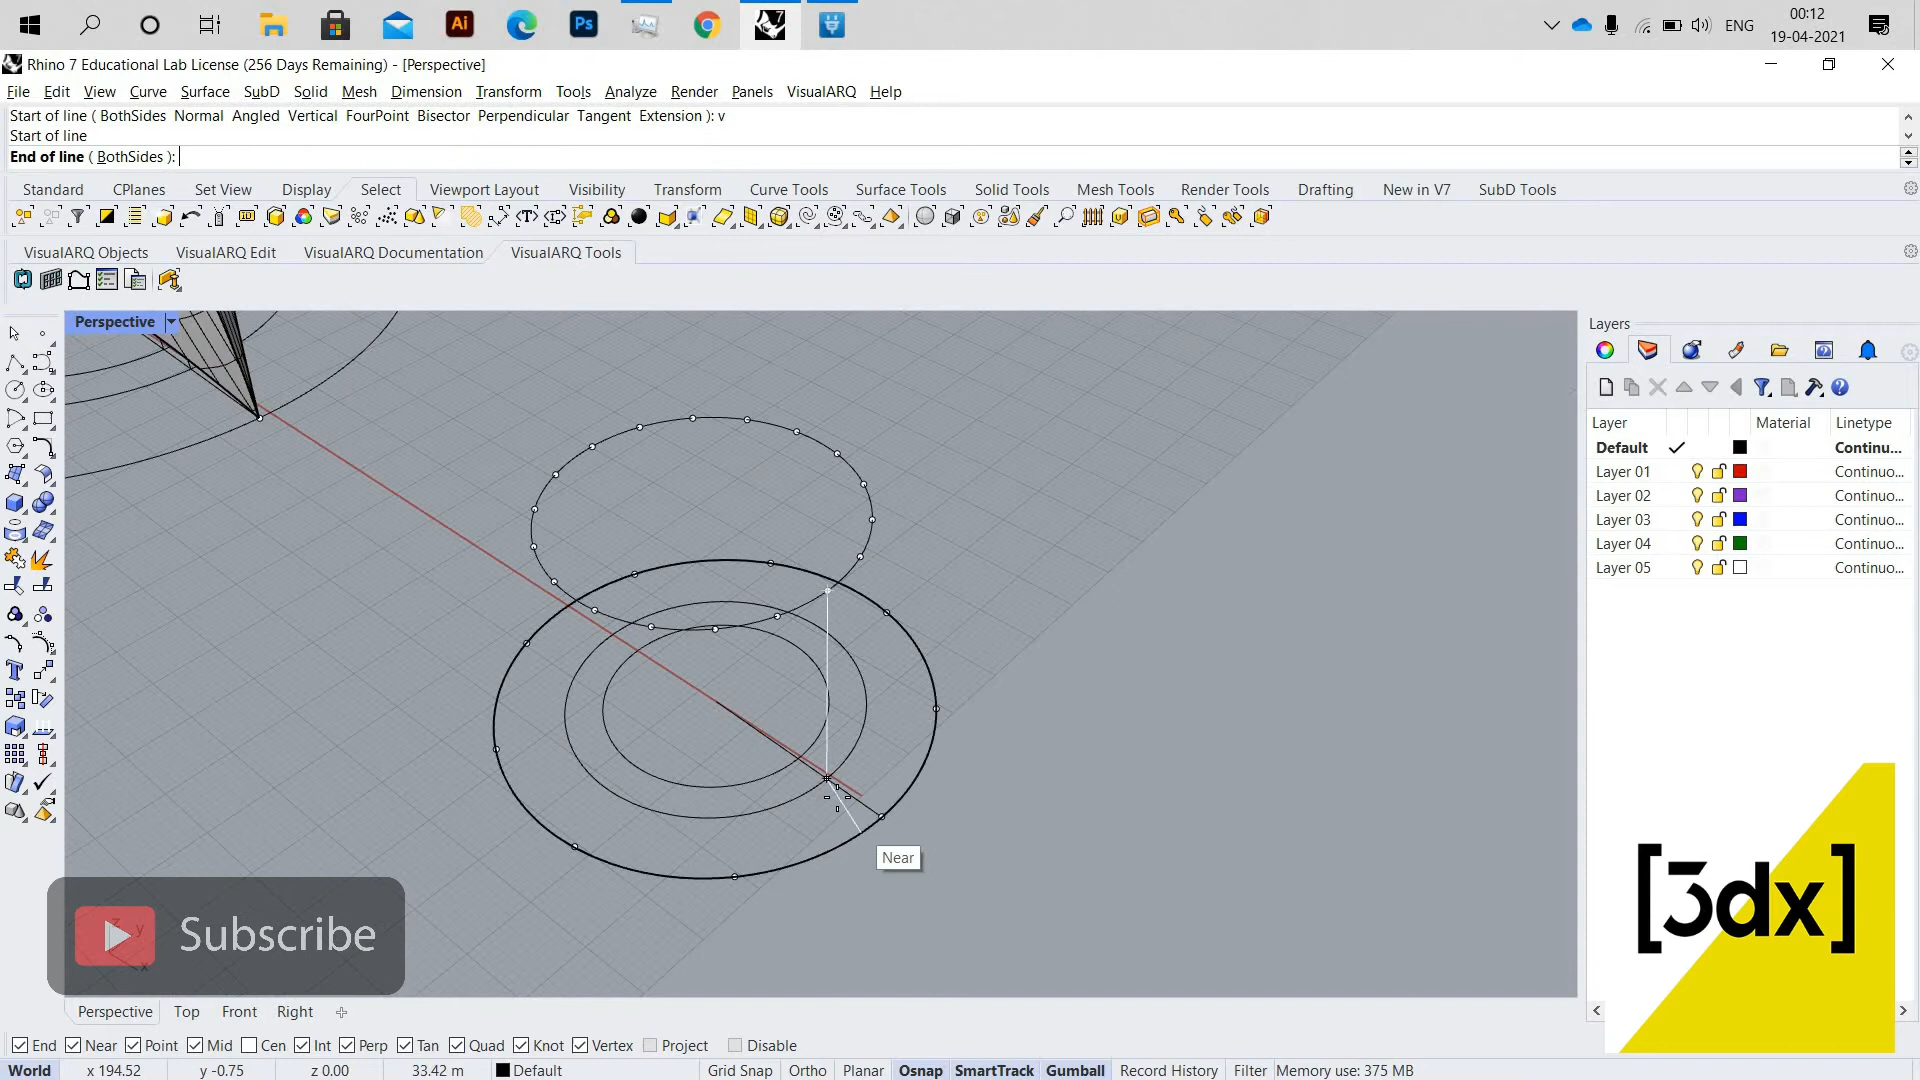 Ai
Ps
7
ENG
00:12
19-04-2021
Rhino 7 Educational Lab License (256 Days Remaining) - [Perspective]
File Edit View Curve Surface SubD Solid Mesh Dimension Transform Tools Analyze Render Panels VisualARQ Help
Start of line ( BothSides Normal Angled Vertical FourPoint Bisector Perpendicular Tangent Extension ): v
Start of line
End of line ( BothSides ):
Standard CPlanes Set View Display Select Viewport Layout Visibility Transform Curve Tools Surface Tools Solid Tools Mesh Tools Render Tools Drafting New in V7 SubD Tools
VisualARQ Objects VisualARQ Edit VisualARQ Documentation VisualARQ Tools
Perspective
Layers
Layer Material Linetype
Default Continu...
Layer 01 Continuo...
Layer 02 Continuo...
Layer 03 Continuo...
Layer 04 Continuo...
Layer 05 Continuo...
Near
Subscribe
z y
x
[3dx]
Perspective Top Front Right
End Near Point Mid Cen Int Perp Tan Quad Knot Vertex Project Disable
World x 194.52 y -0.75 z 0.00 33.42 m Default Grid Snap Ortho Planar Osnap SmartTrack Gumball Record History Filter Memory use: 375 MB